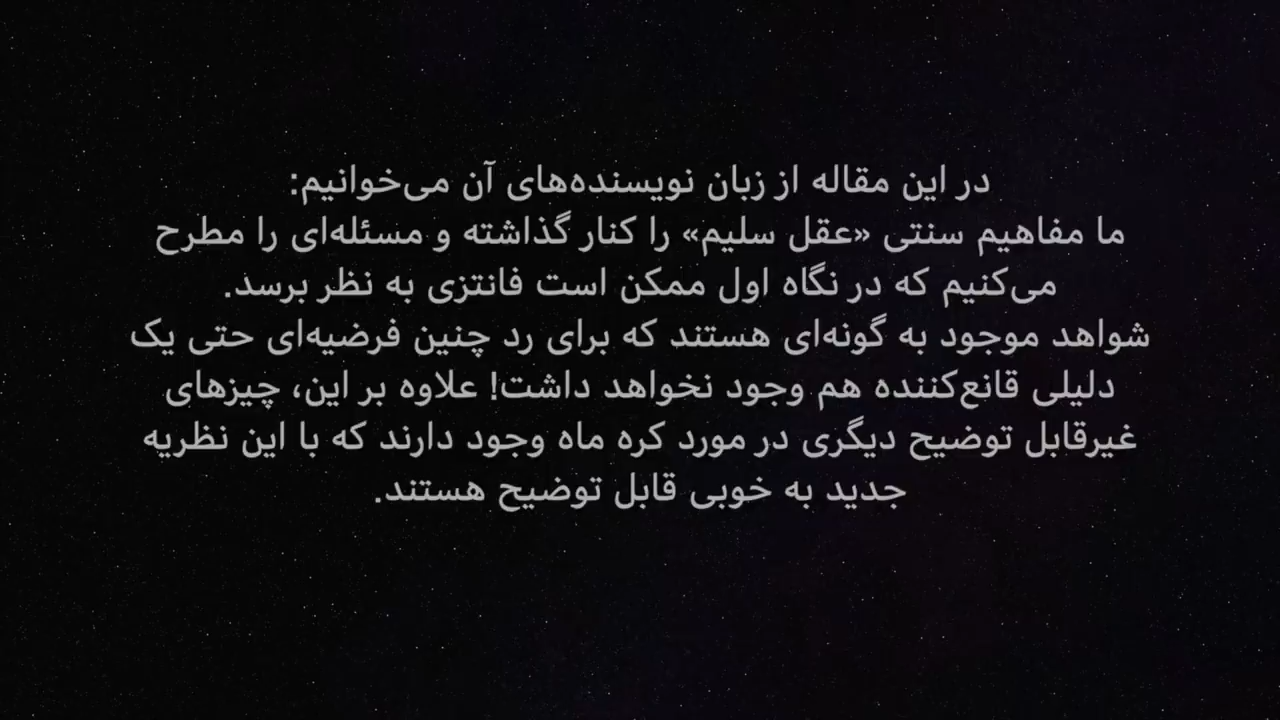 در این مقاله از زبان نویسنده‌های آن می‌خوانیم:
ما مفاهیم سنتی «عقل سلیم» را کنار گذاشته و مسئله‌ای را مطرح
می‌کنیم که در نگاه اول ممکن است فانتزی به نظر برسد.
شواهد موجود به گونه‌ای هستند که برای رد چنین فرضیه‌ای حتی یک
دلیلی قانع‌کننده هم وجود نخواهد داشت! علاوه بر این، چیزهای
غیرقابل توضیح دیگری در مورد کره ماه وجود دارند که با این نظریه
جدید به خوبی قابل توضیح هستند.